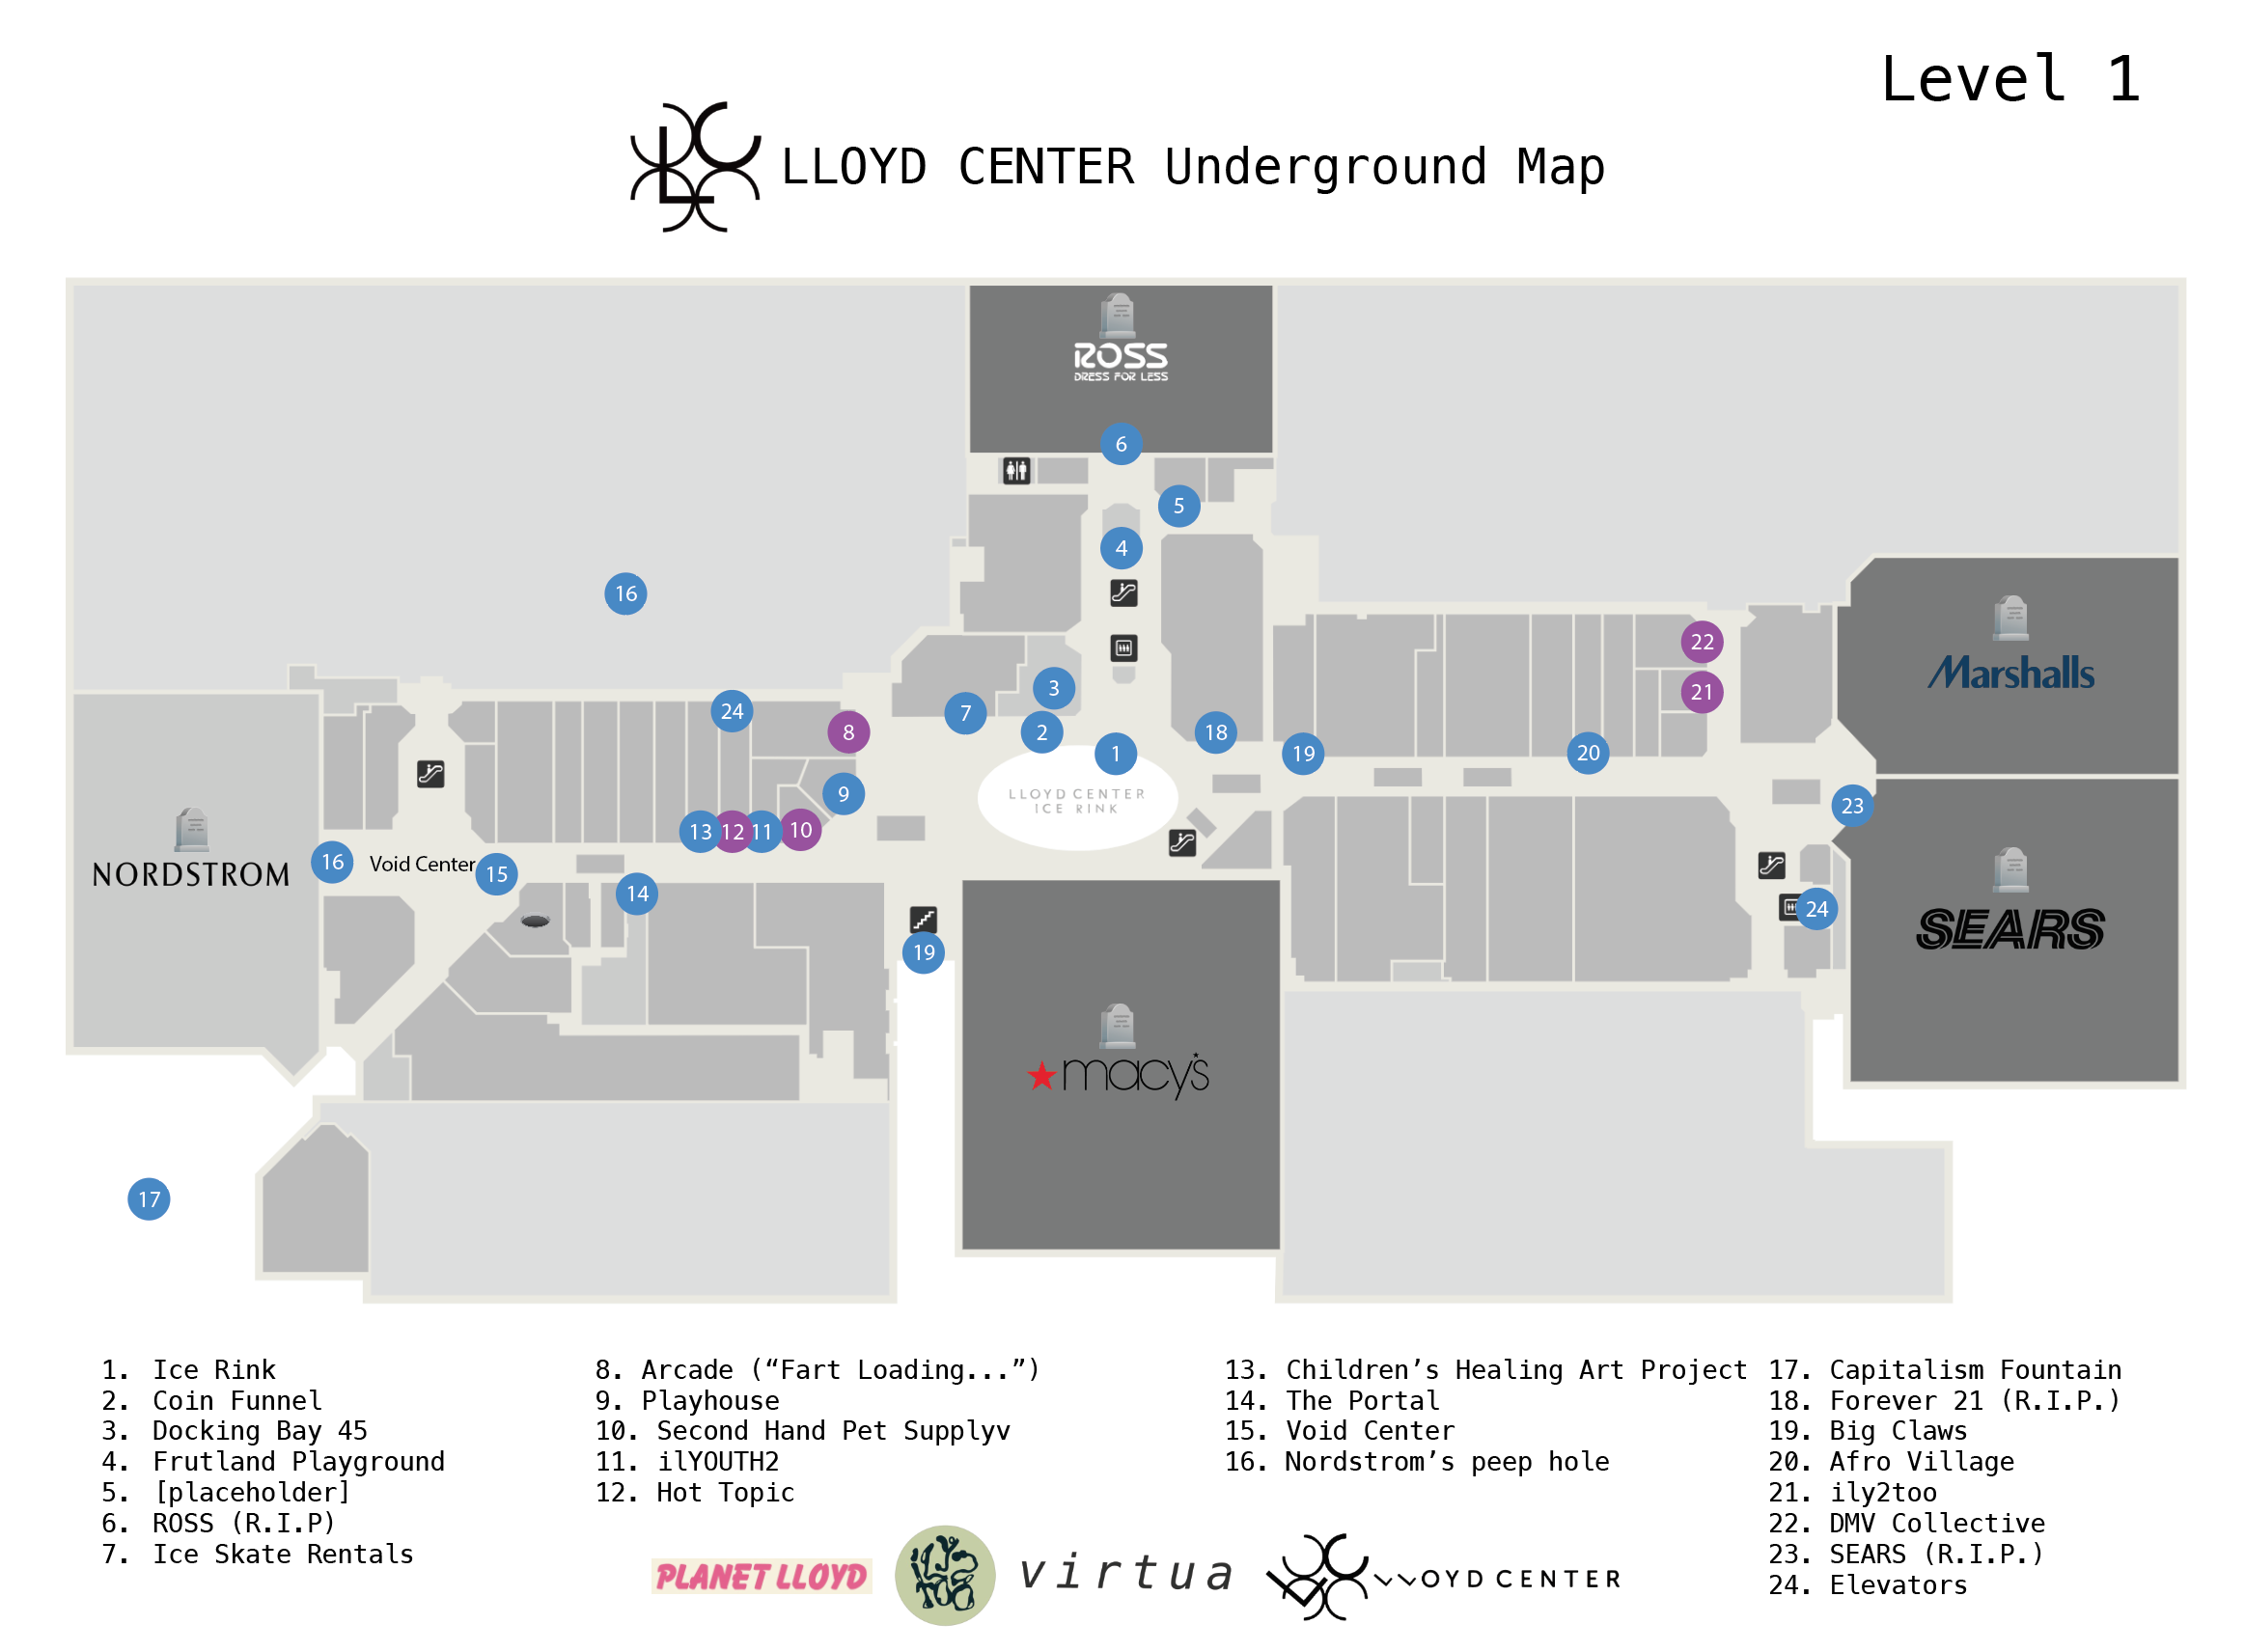 Level 1
LLOYD CENTER Underground Map
ROSS
DRESS FOR LESS
6
5
4
16
22
Marshalls
3
21
24
7
8
2
18
1
19
20
9
LLOYD CENTER
ICE RINK
23
13
12
11
10
NORDSTROM
16
Void Center
15
14
24
SEARS
19
macy's
17
1. Ice Rink
2. Coin Funnel
3. Docking Bay 45
4. Frutland Playground
5. [placeholder]
6. ROSS (R.I.P)
7. Ice Skate Rentals
8. Arcade (“Fart Loading...”)
9. Playhouse
10. Second Hand Pet Supplyv
11. ilYOUTH2
12. Hot Topic
13. Children’s Healing Art Project
14. The Portal
15. Void Center
16. Nordstrom’s peep hole
17. Capitalism Fountain
18. Forever 21 (R.I.P.)
19. Big Claws
20. Afro Village
21. ily2too
22. DMV Collective
23. SEARS (R.I.P.)
24. Elevators
PLANET LLOYD
virtua
OYD CENTER